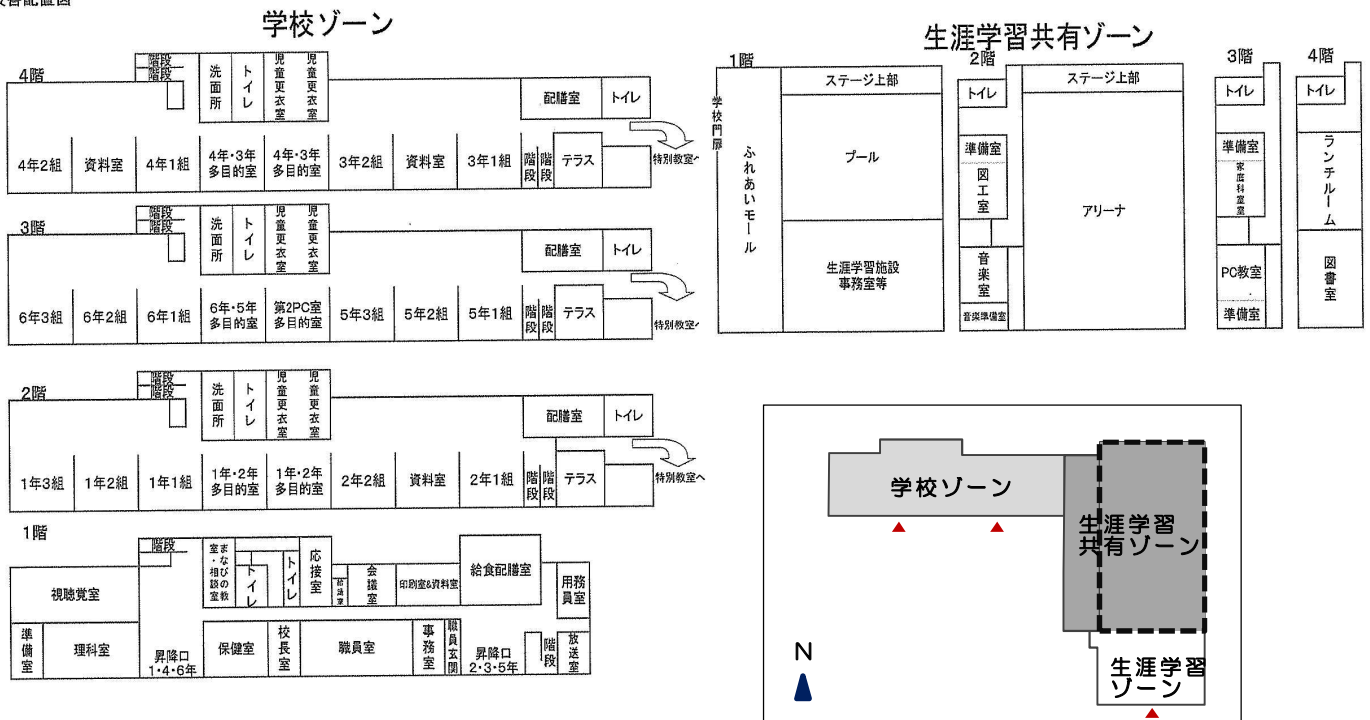 改善配置図
学校ゾーン
4階
階段
階段
洗面所
トイレ
児童更衣室
児童更衣室
配膳室
トイレ
4年2組
資料室
4年1組
4年・3年
多目的室
4年・3年
多目的室
3年2組
資料室
3年1組
階段
階段
テラス
特別教室へ
3階
階段
階段
洗面所
トイレ
児童更衣室
児童更衣室
配膳室
トイレ
6年3組
6年2組
6年1組
6年・5年
多目的室
第2PC室
多目的室
5年3組
5年2組
5年1組
階段
階段
テラス
特別教室へ
2階
階段
階段
洗面所
トイレ
児童更衣室
児童更衣室
配膳室
トイレ
1年3組
1年2組
1年1組
1年・2年
多目的室
1年・2年
多目的室
2年2組
資料室
2年1組
階段
階段
テラス
特別教室へ
1階
階段
視聴覚室
まなびの教
室・相談室
トイレ
トイレ
応接室
会議室
印刷室&資料室
給食配膳室
用務員室
準備室
理科室
昇降口
1・4・6年
保健室
校長室
職員室
事務室
職員玄関
昇降口
2・3・5年
階段
放送室
生涯学習共有ゾーン
1階
学校門扉
ふれあいモール
ステージ上部
プール
生涯学習施設
事務室等
2階
トイレ
準備室
図工室
音楽室
音楽準備室
ステージ上部
アリーナ
3階
トイレ
準備室
家庭科室
PC教室
準備室
4階
トイレ
ランチルーム
図書室
学校ゾーン
生涯学習
共有ゾーン
生涯学習
ゾーン
N